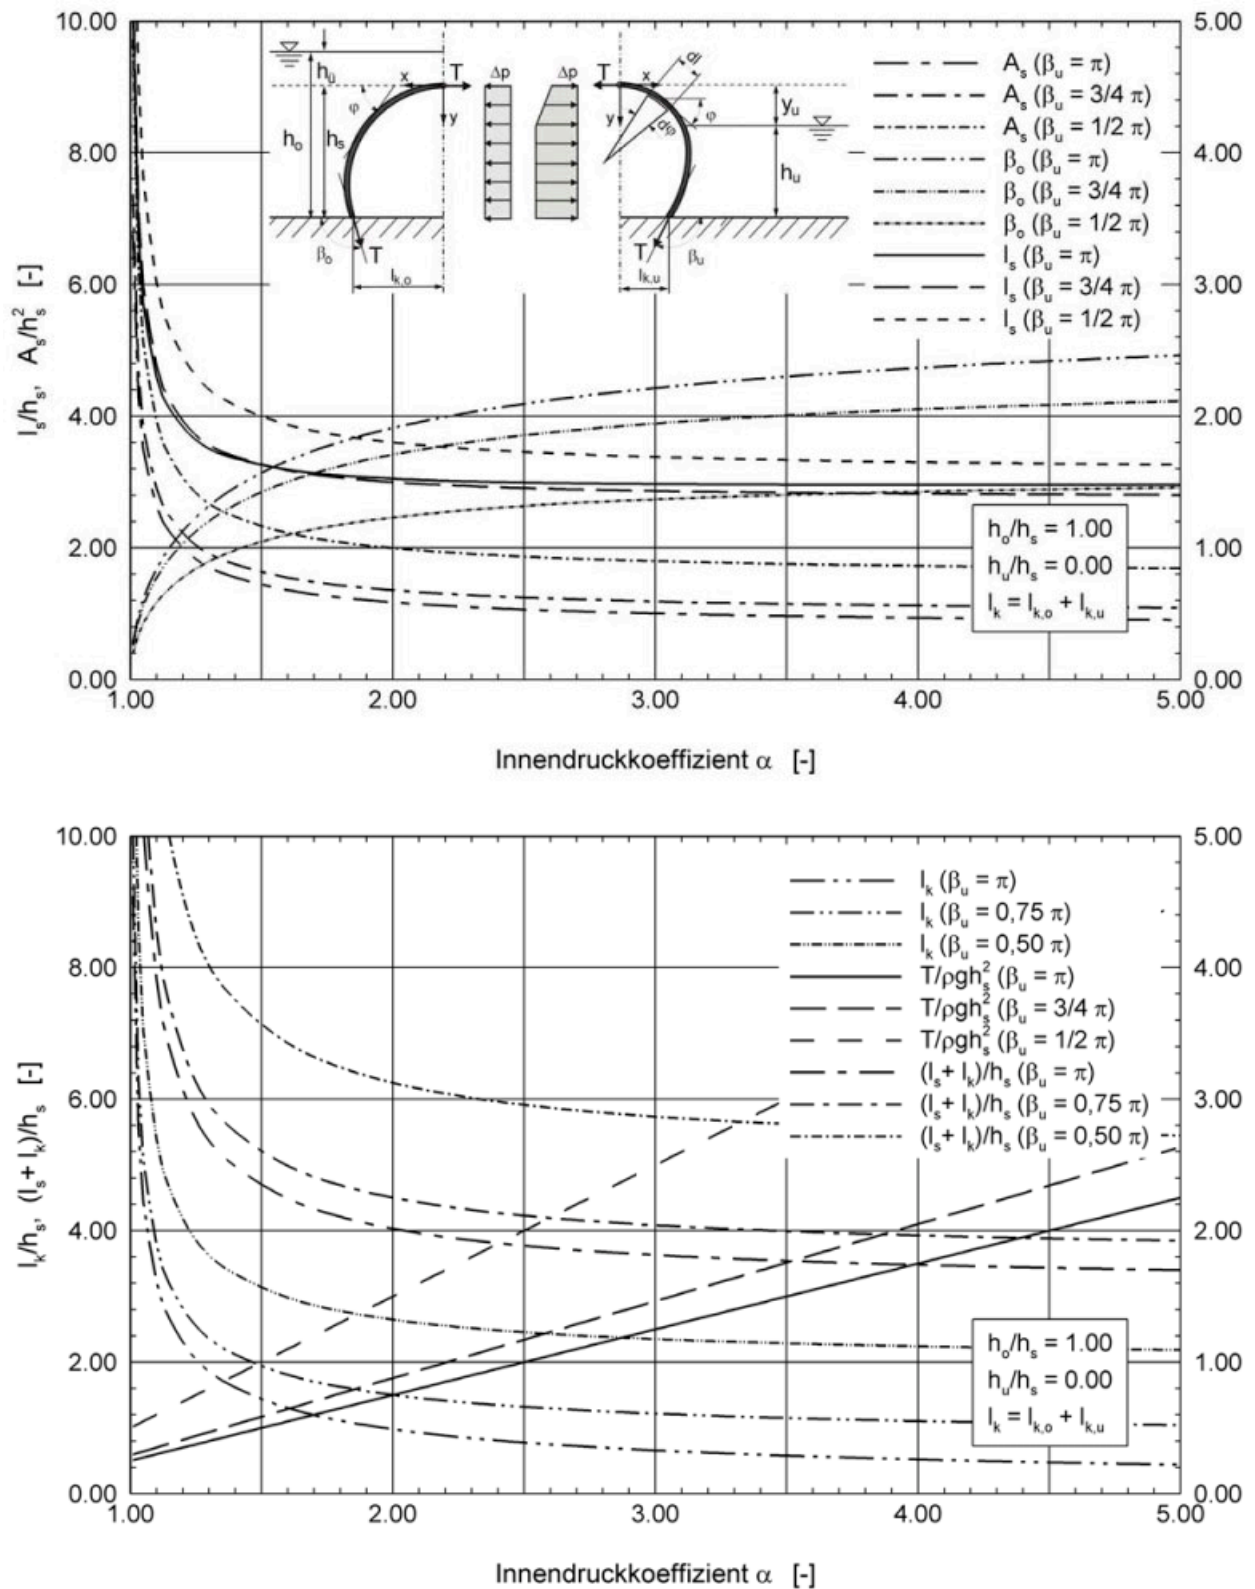 10.00
8.00
6.00
4.00
2.00
0.00
l_s/h_s, A_s/h_s² [-]
5.00
4.00
3.00
2.00
1.00
0.00
1.00 2.00 3.00 4.00 5.00
Innendruckkoeffizient α [-]
h_ü
h_o
h_s
x
T
φ
y
β_o
T
l_k,o
Δp
Δp
T
x
dl
y
φ
dφ
y_u
h_u
T
β_u
l_k,u
A_s (β_u = π)
A_s (β_u = 3/4 π)
A_s (β_u = 1/2 π)
β_o (β_u = π)
β_o (β_u = 3/4 π)
β_o (β_u = 1/2 π)
l_s (β_u = π)
l_s (β_u = 3/4 π)
l_s (β_u = 1/2 π)
h_o/h_s = 1.00
h_u/h_s = 0.00
l_k = l_k,o + l_k,u
10.00
8.00
6.00
4.00
2.00
0.00
l_k/h_s, (l_s + l_k)/h_s [-]
5.00
4.00
3.00
2.00
1.00
0.00
1.00 2.00 3.00 4.00 5.00
Innendruckkoeffizient α [-]
l_k (β_u = π)
l_k (β_u = 0,75 π)
l_k (β_u = 0,50 π)
T/ρgh_s² (β_u = π)
T/ρgh_s² (β_u = 3/4 π)
T/ρgh_s² (β_u = 1/2 π)
(l_s + l_k)/h_s (β_u = π)
(l_s + l_k)/h_s (β_u = 0,75 π)
(l_s + l_k)/h_s (β_u = 0,50 π)
h_o/h_s = 1.00
h_u/h_s = 0.00
l_k = l_k,o + l_k,u